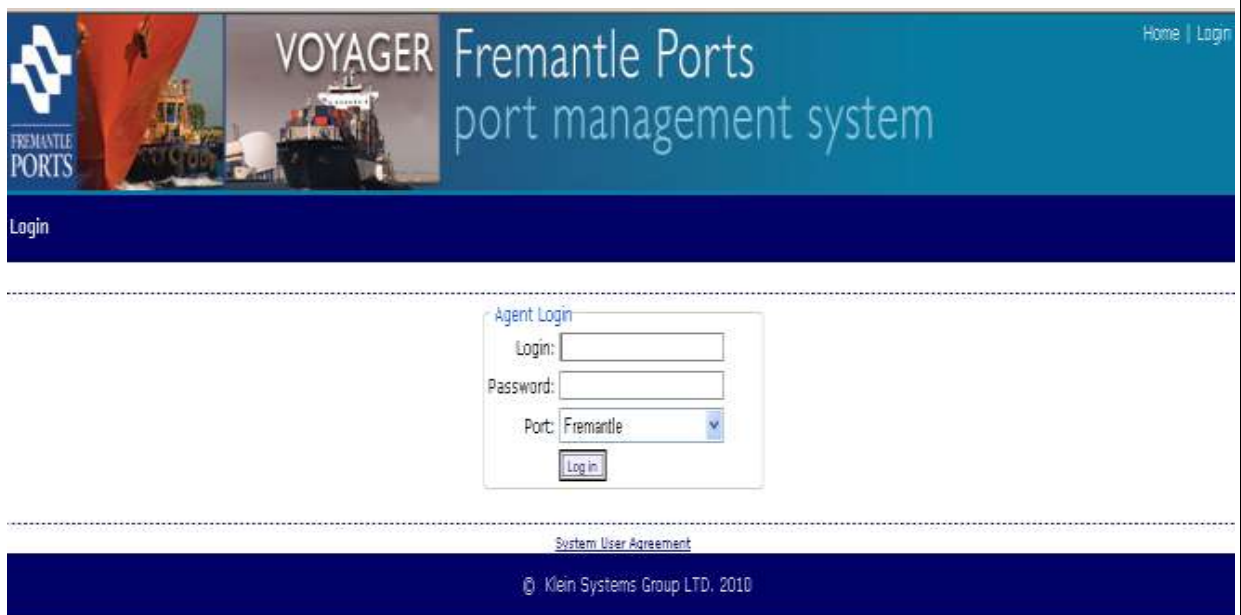 Home | Login
VOYAGER
Fremantle Ports
port management system
FREMANTLE
PORTS
Login
Agent Login
Login:
Password:
Port: Fremantle
Log in
System User Agreement
© Klein Systems Group LTD. 2010